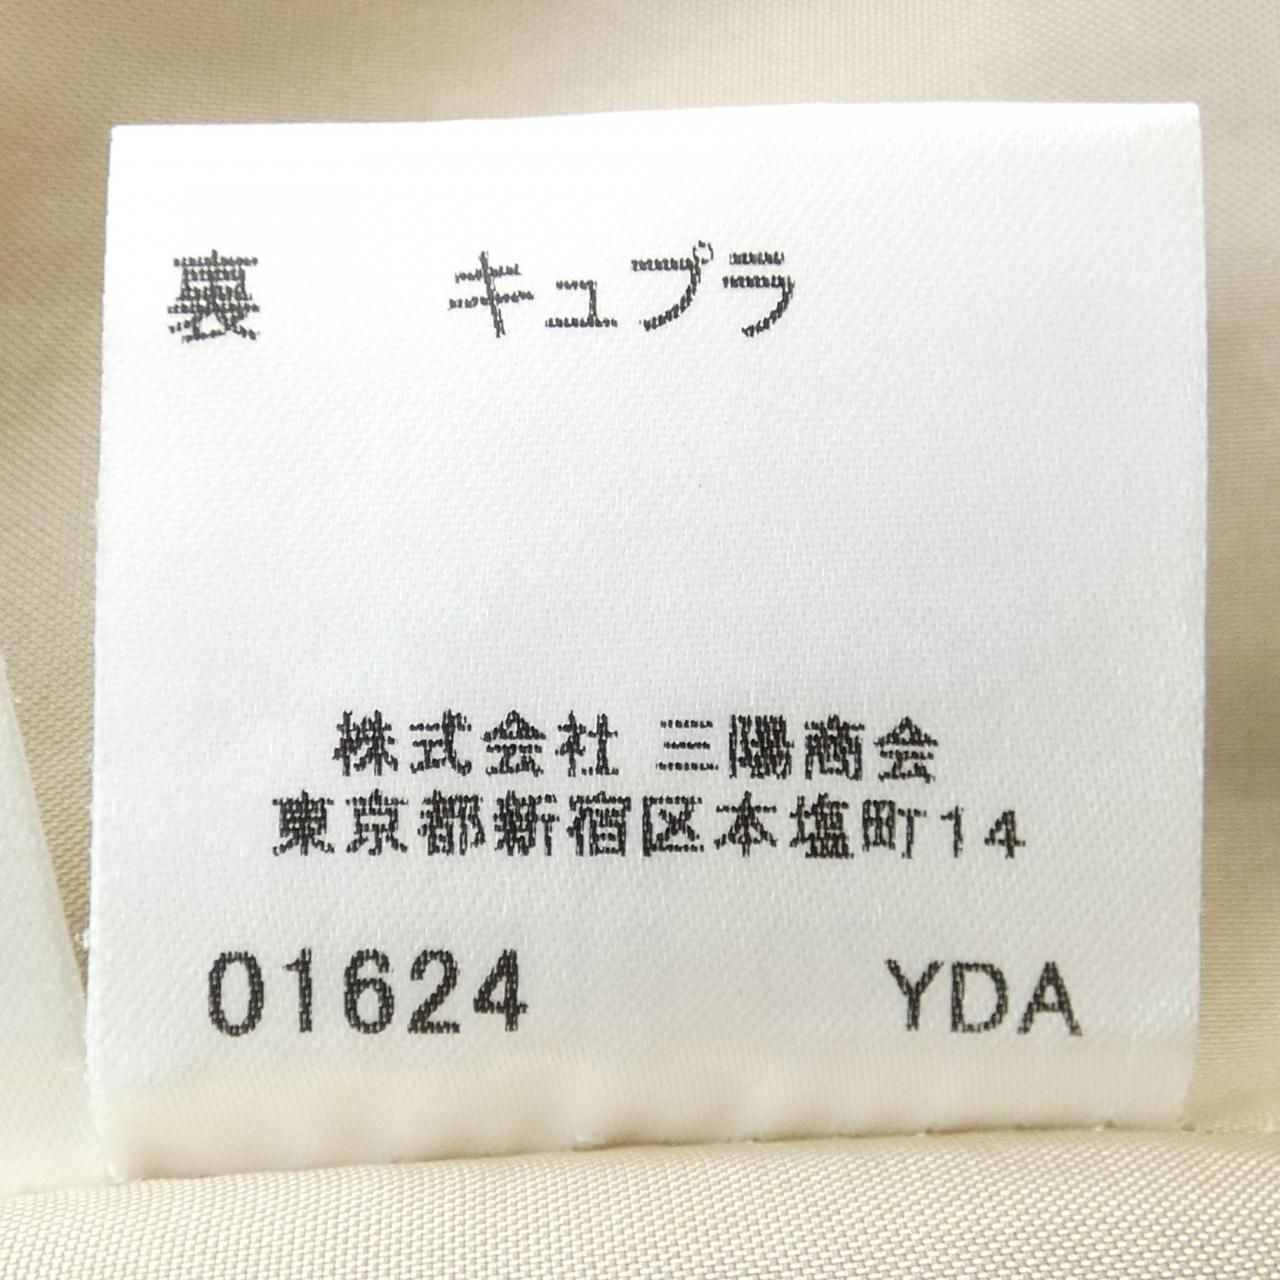 裏 キュプラ
株式会社 三陽商会
東京都新宿区本塩町14
01624 YDA